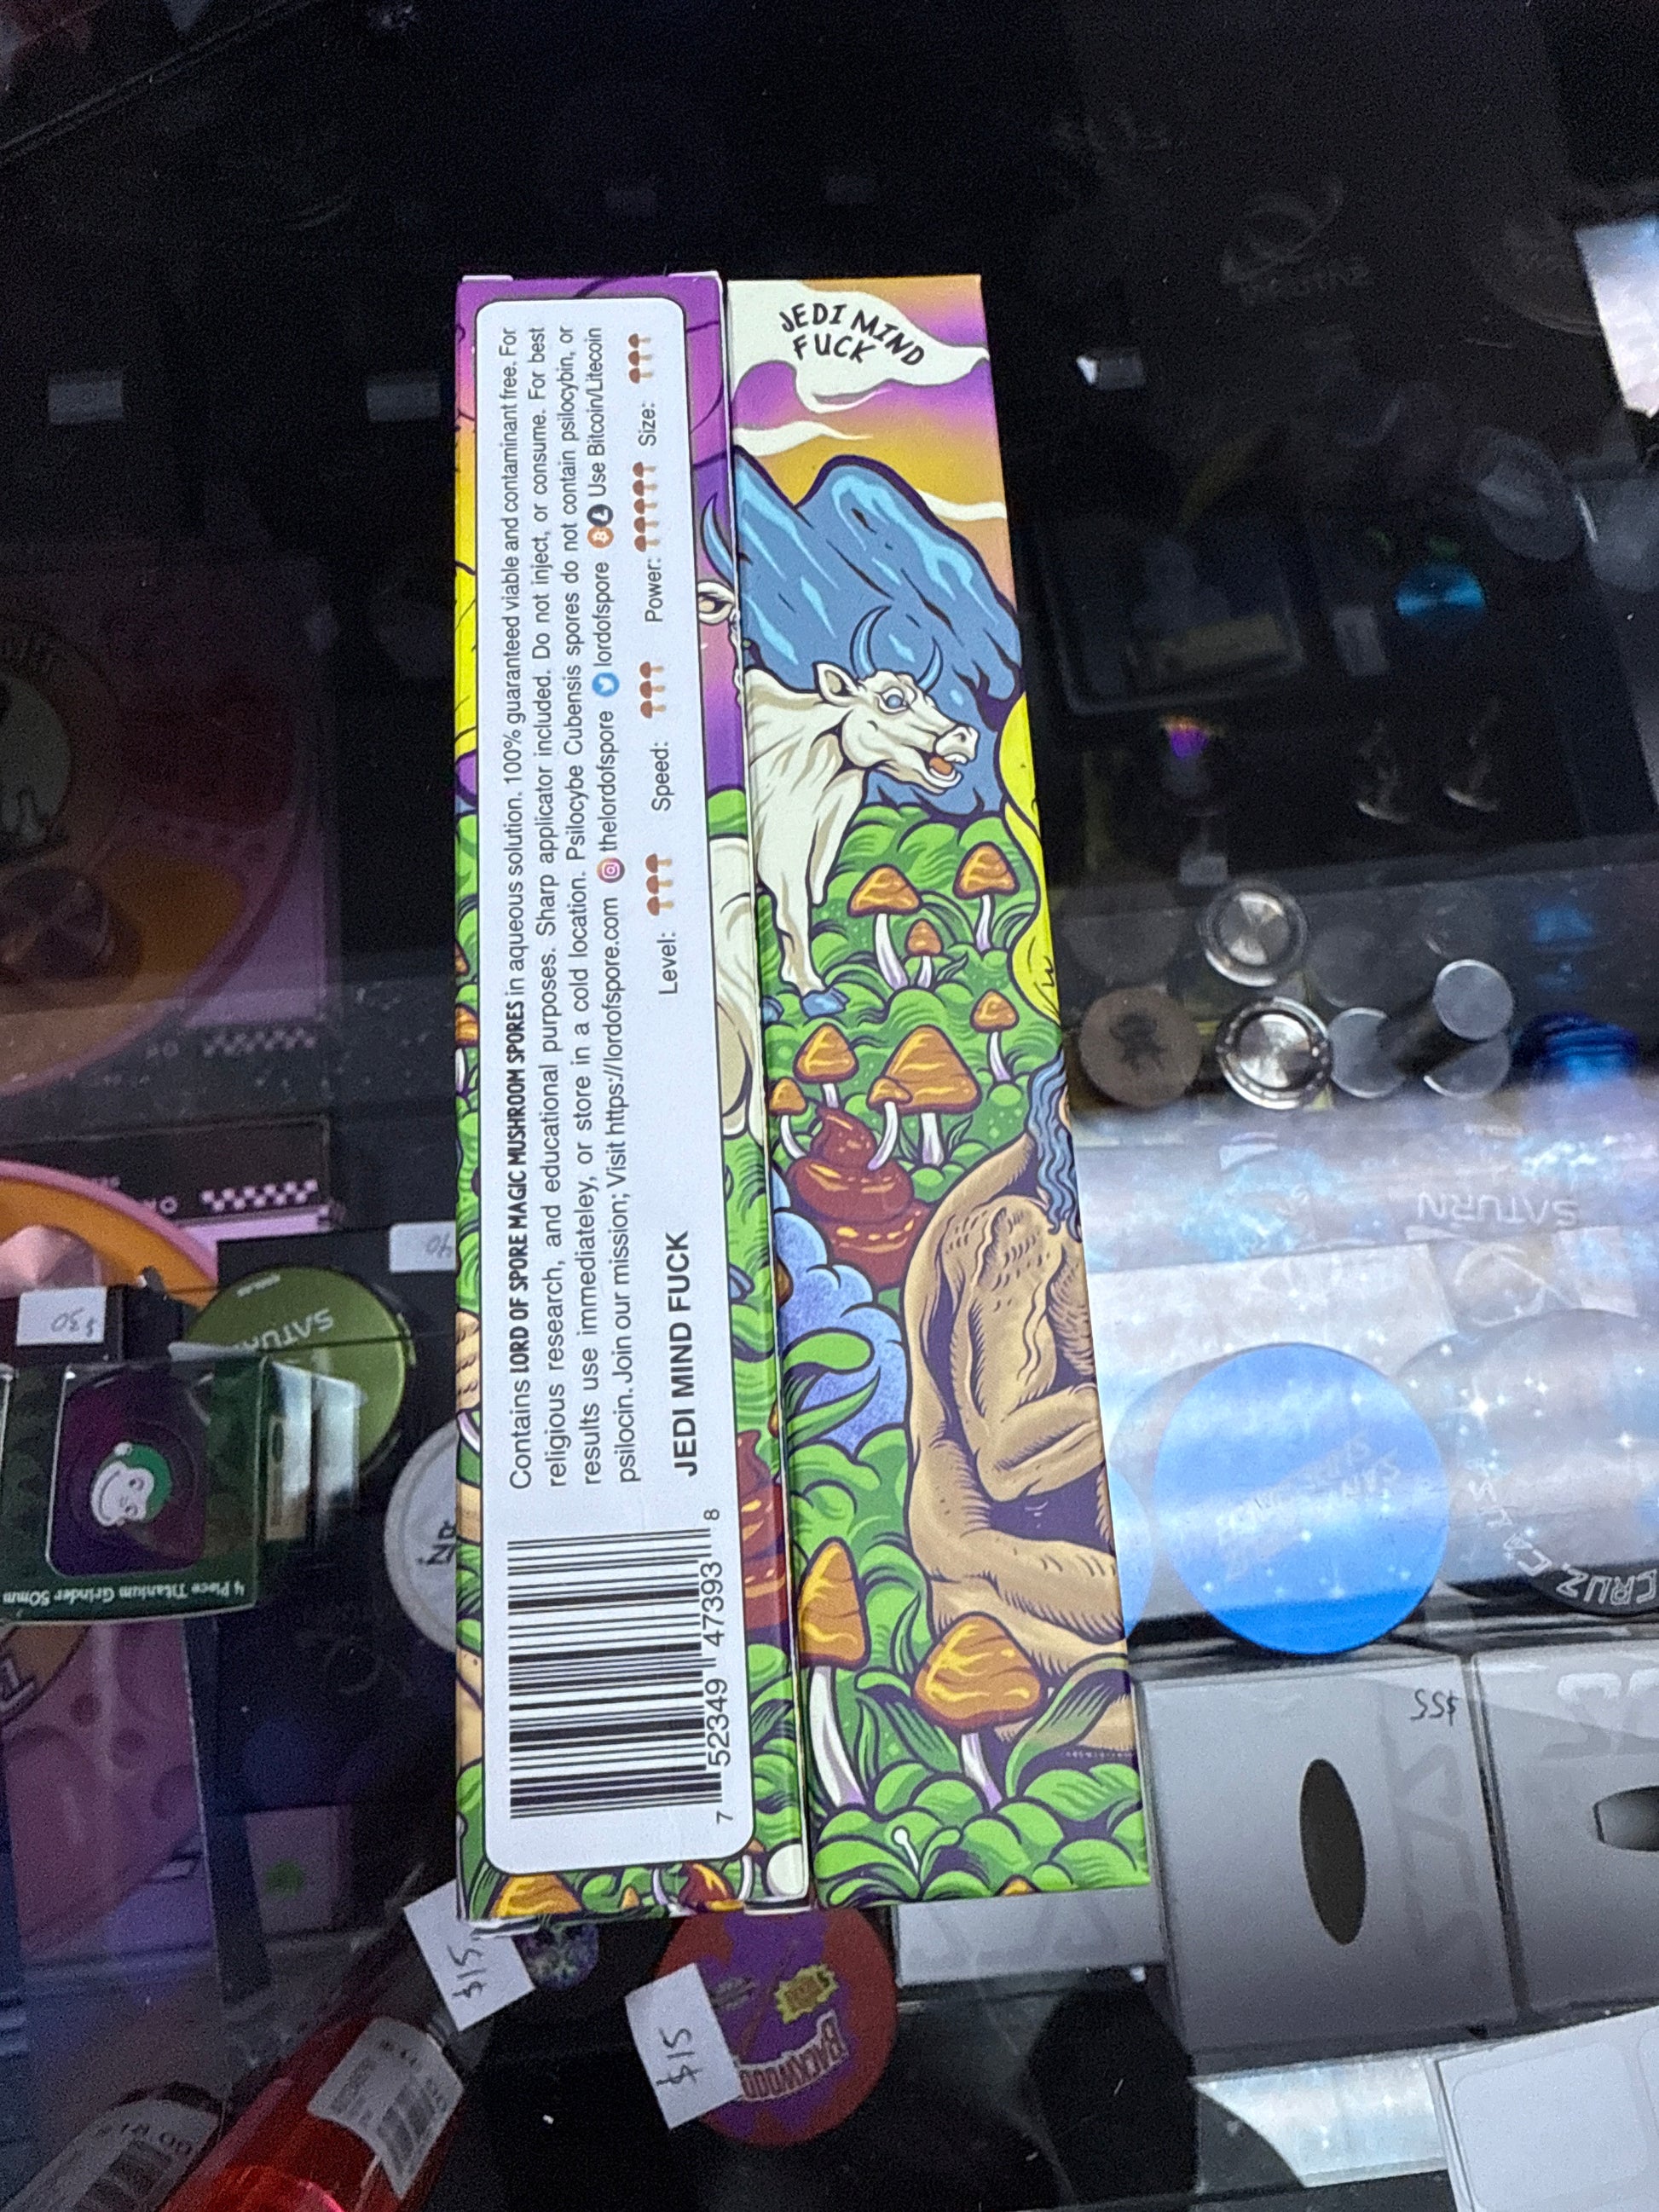 Contains LORD OF SPORE MAGIC MUSHROOM SPORES in aqueous solution. 100% guaranteed viable and contaminant free. For
religious research, and educational purposes. Sharp applicator included. Do not inject, or consume. For best
results use immediateley, or store in a cold location. Psilocybe Cubensis spores do not contain psilocybin, or
psilocin. Join our mission; Visit https://lordofspore.com thelordofspore lordofspore Use Bitcoin/Litecoin
Level: Speed: Power: Size:
JEDI MIND FUCK
7 52349 47393 8
JEDI MIND
FUCK
SATURN
SATURN
$30
40
4 Piece Titanium Grinder 50mm
$15
$15
BACKWOODS
$55
CRUZ, CA